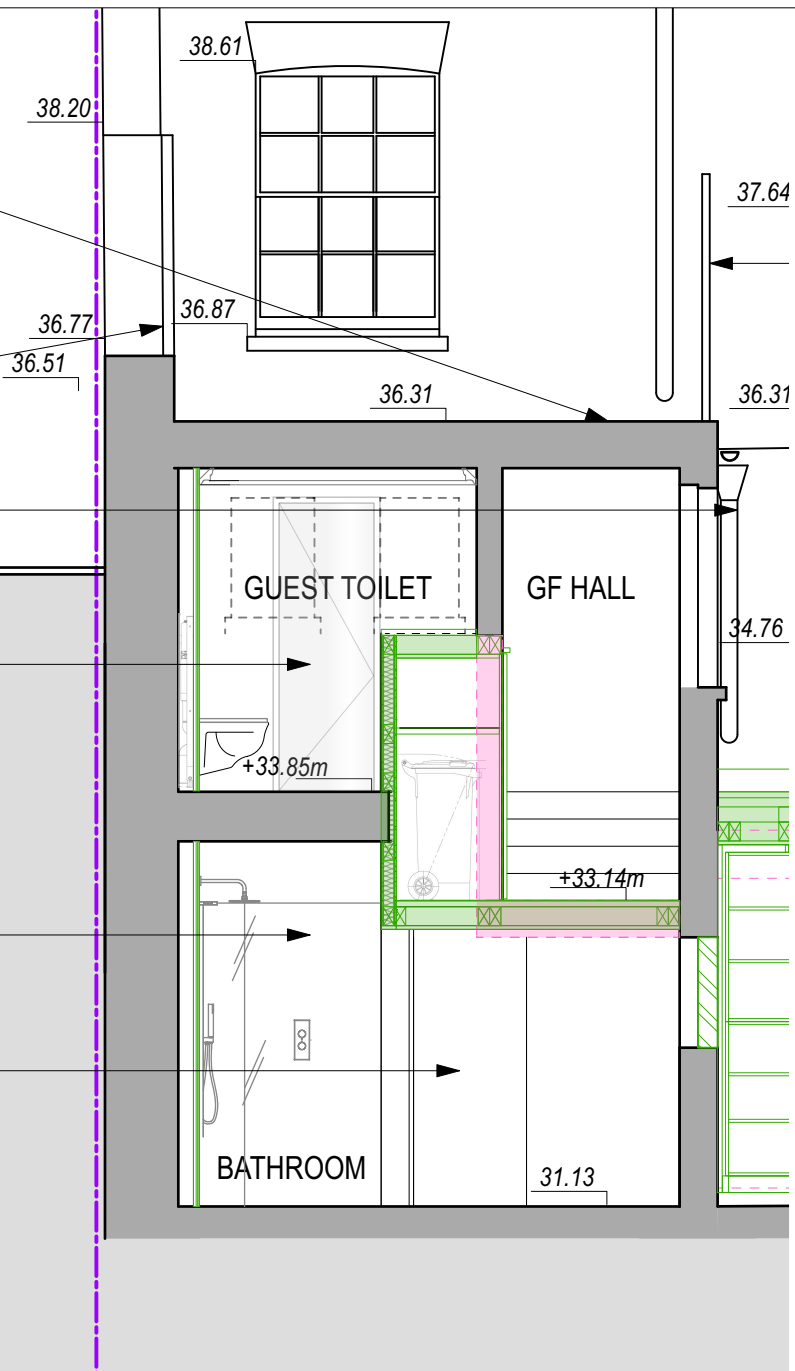 38.61
38.20
37.64
36.87
36.77
36.51
36.31
36.31
GUEST TOILET
GF HALL
34.76
+33.85m
+33.14m
BATHROOM
31.13